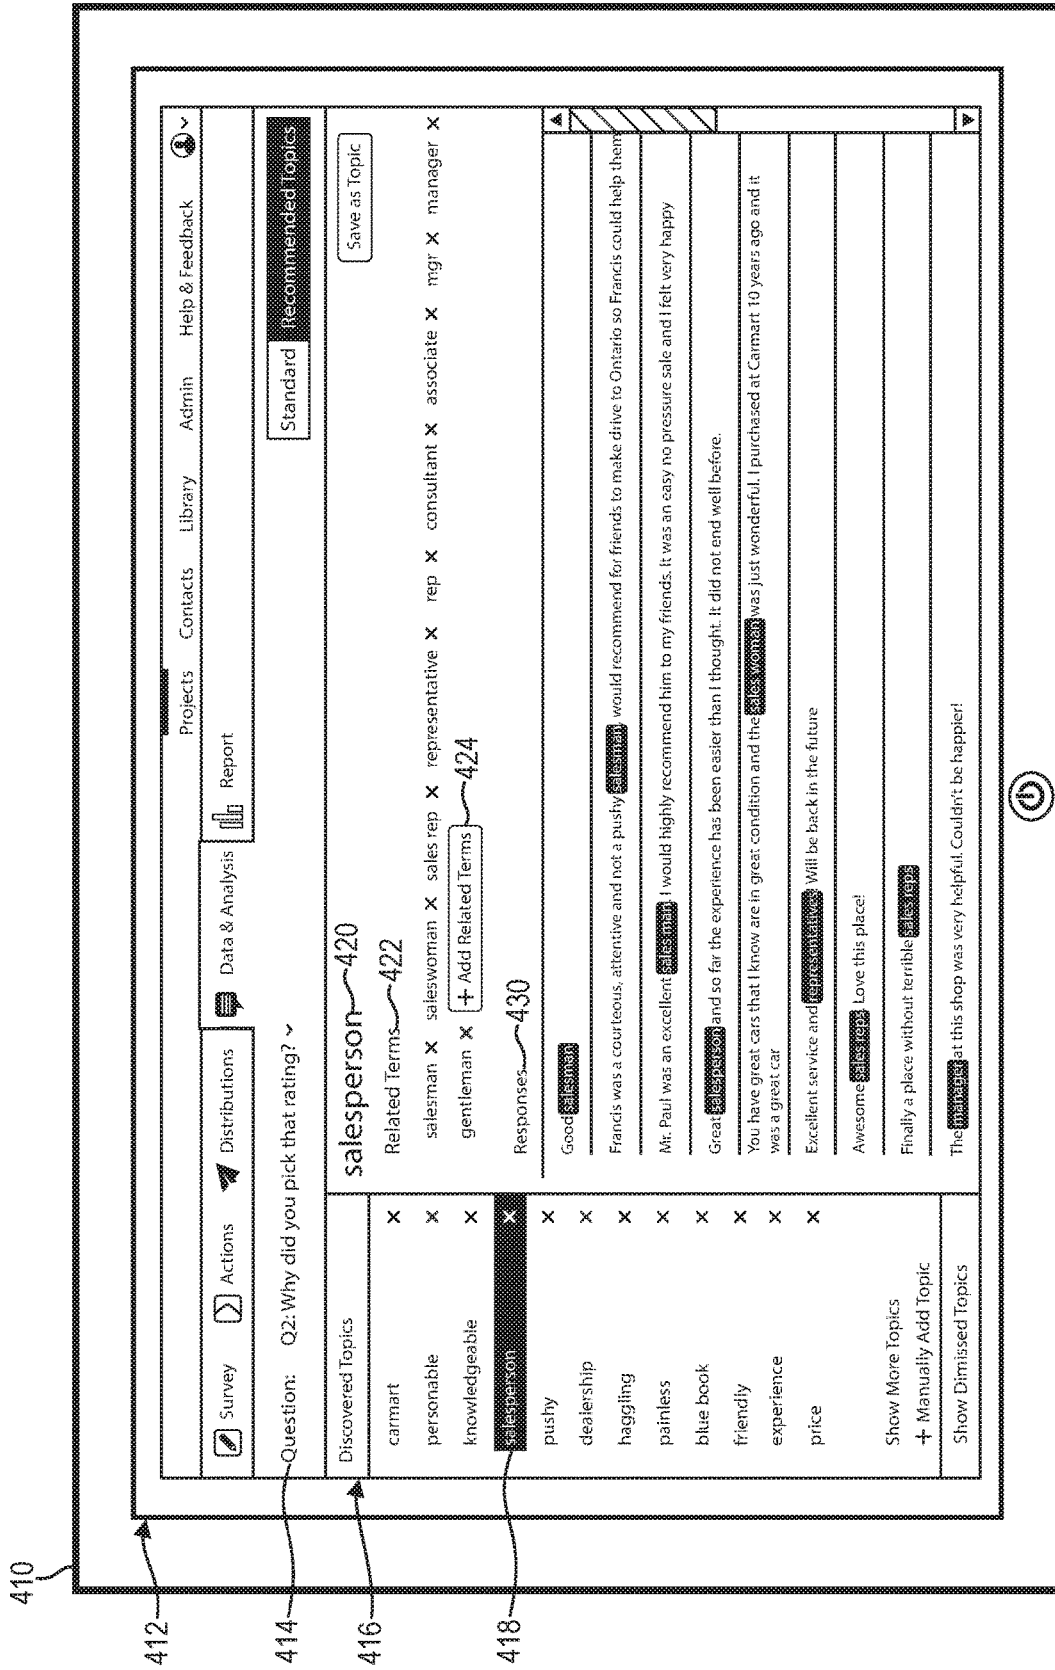 410
412
Projects Contacts Library Admin Help & Feedback
Survey Actions Distributions Data & Analysis Report
414
Question: Q2: Why did you pick that rating?
Standard Recommended Topics
416
Discovered Topics
carmart ×
personable ×
knowledgeable ×
418
salesperson ×
pushy ×
dealership ×
haggling ×
painless ×
blue book ×
friendly ×
experience ×
price ×
Show More Topics
+ Manually Add Topic
Show Dimissed Topics
salesperson 420
Save as Topic
Related Terms 422
salesman × saleswoman × sales rep × representative × rep × consultant × associate × mgr × manager ×
gentleman × + Add Related Terms 424
Responses 430
Good salesman
Francis was a courteous, attentive and not a pushy salesman, would recommend for friends to make drive to Ontario so Francis could help them
Mr. Paul was an excellent sales man. I would highly recommend him to my friends. It was an easy no pressure sale and I felt very happy
Great salesperson and so far the experience has been easier than I thought. It did not end well before.
You have great cars that I know are in great condition and the sales woman was just wonderful. I purchased at Carmart 10 years ago and it
was a great car
Excellent service and representatives! Will be back in the future
Awesome sales reps. Love this place!
Finally a place without terrible sales reps
The manager at this shop was very helpful. Couldn't be happier!